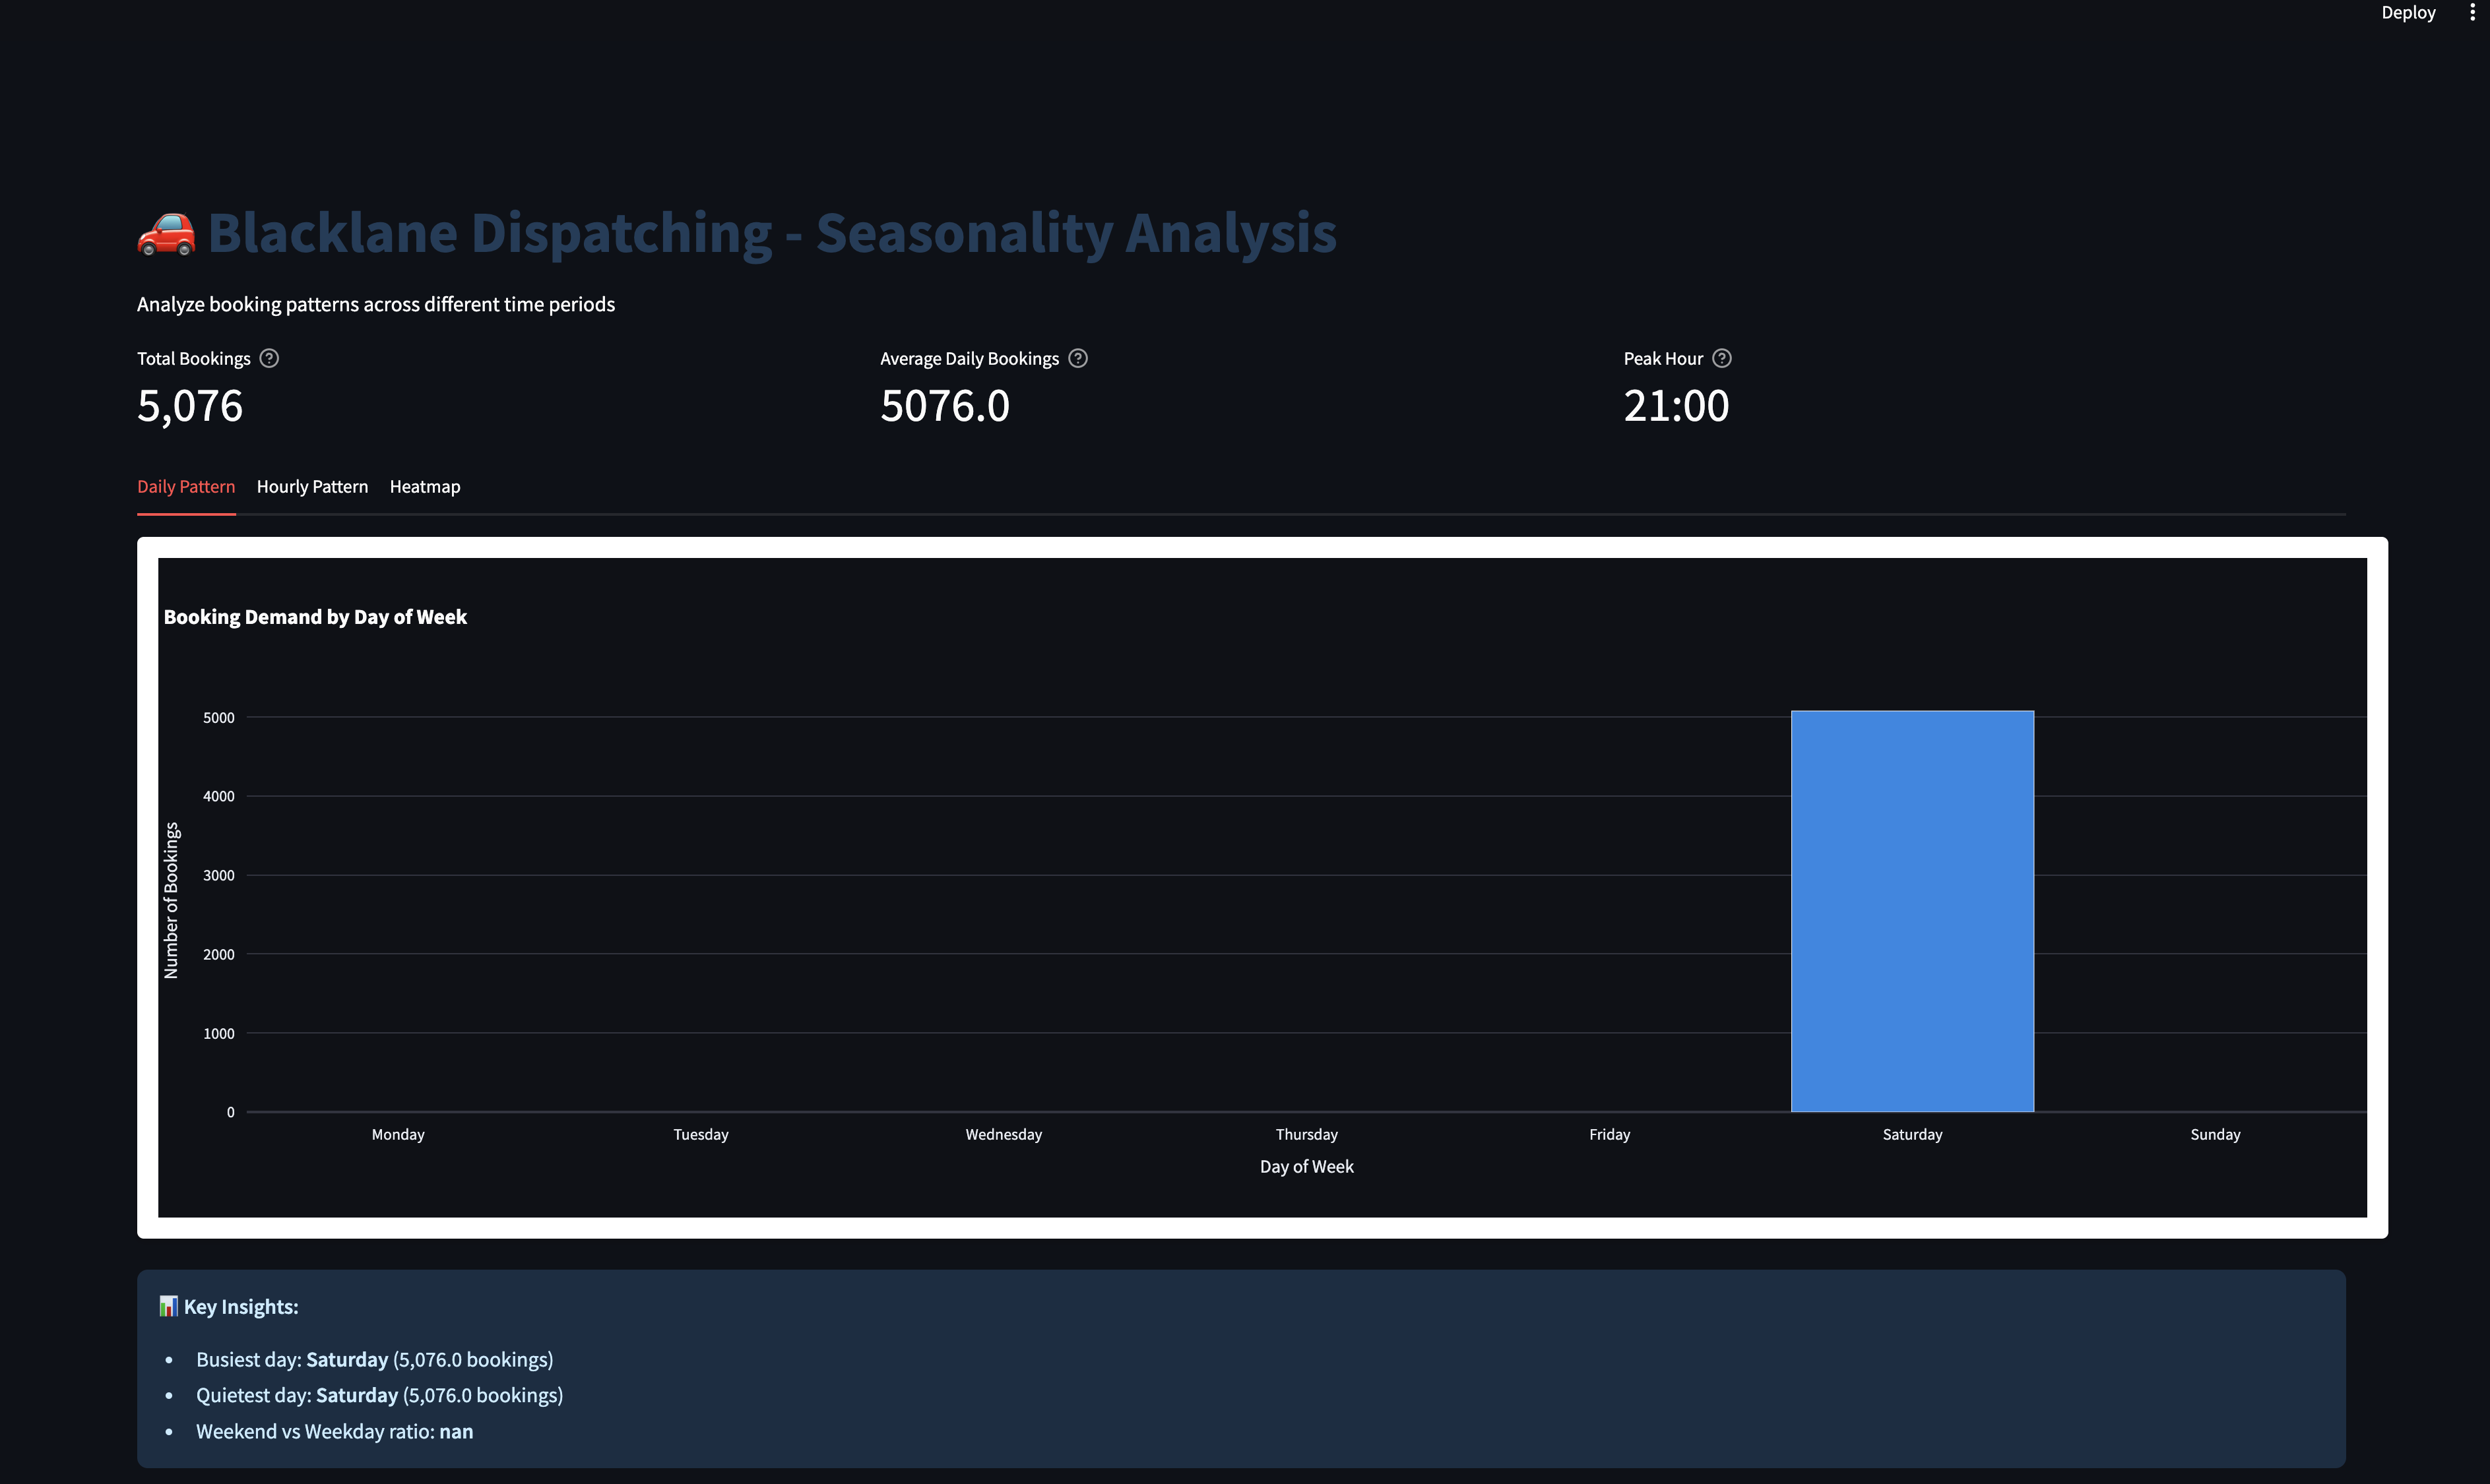 Deploy
Blacklane Dispatching - Seasonality Analysis
Analyze booking patterns across different time periods
Total Bookings ?
5,076
Average Daily Bookings ?
5076.0
Peak Hour ?
21:00
Daily Pattern Hourly Pattern Heatmap
Booking Demand by Day of Week
Number of Bookings
5000
4000
3000
2000
1000
0
Monday Tuesday Wednesday Thursday Friday Saturday Sunday
Day of Week
Key Insights:
• Busiest day: Saturday (5,076.0 bookings)
• Quietest day: Saturday (5,076.0 bookings)
• Weekend vs Weekday ratio: nan